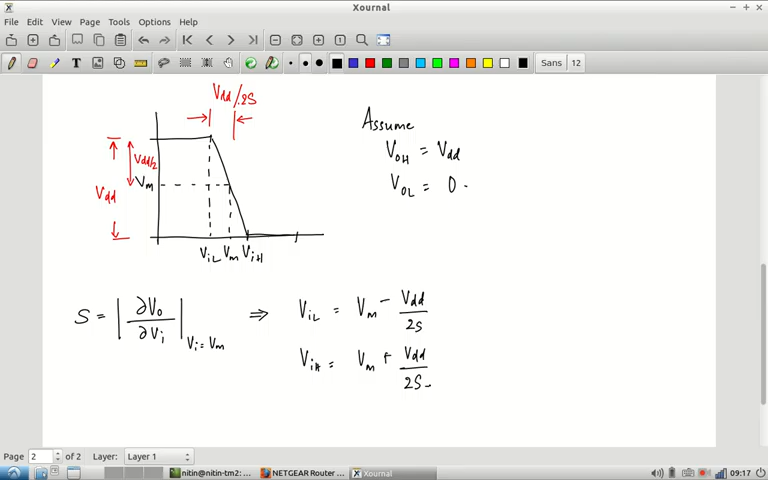 Xournal
File Edit View Page Tools Options Help
Sans 12
Vdd/2S
Vdd/2
Vm
Vdd
ViL Vm ViH
Assume
VOH = Vdd
VOL = 0.
S = | ∂Vo / ∂Vi | Vi = Vm ⇒ ViL = Vm - Vdd / 2S
ViH = Vm + Vdd / 2S
Page 2 of 2 Layer: Layer 1
nitin@nitin-tm2: NETGEAR Router ... Xournal 09:17